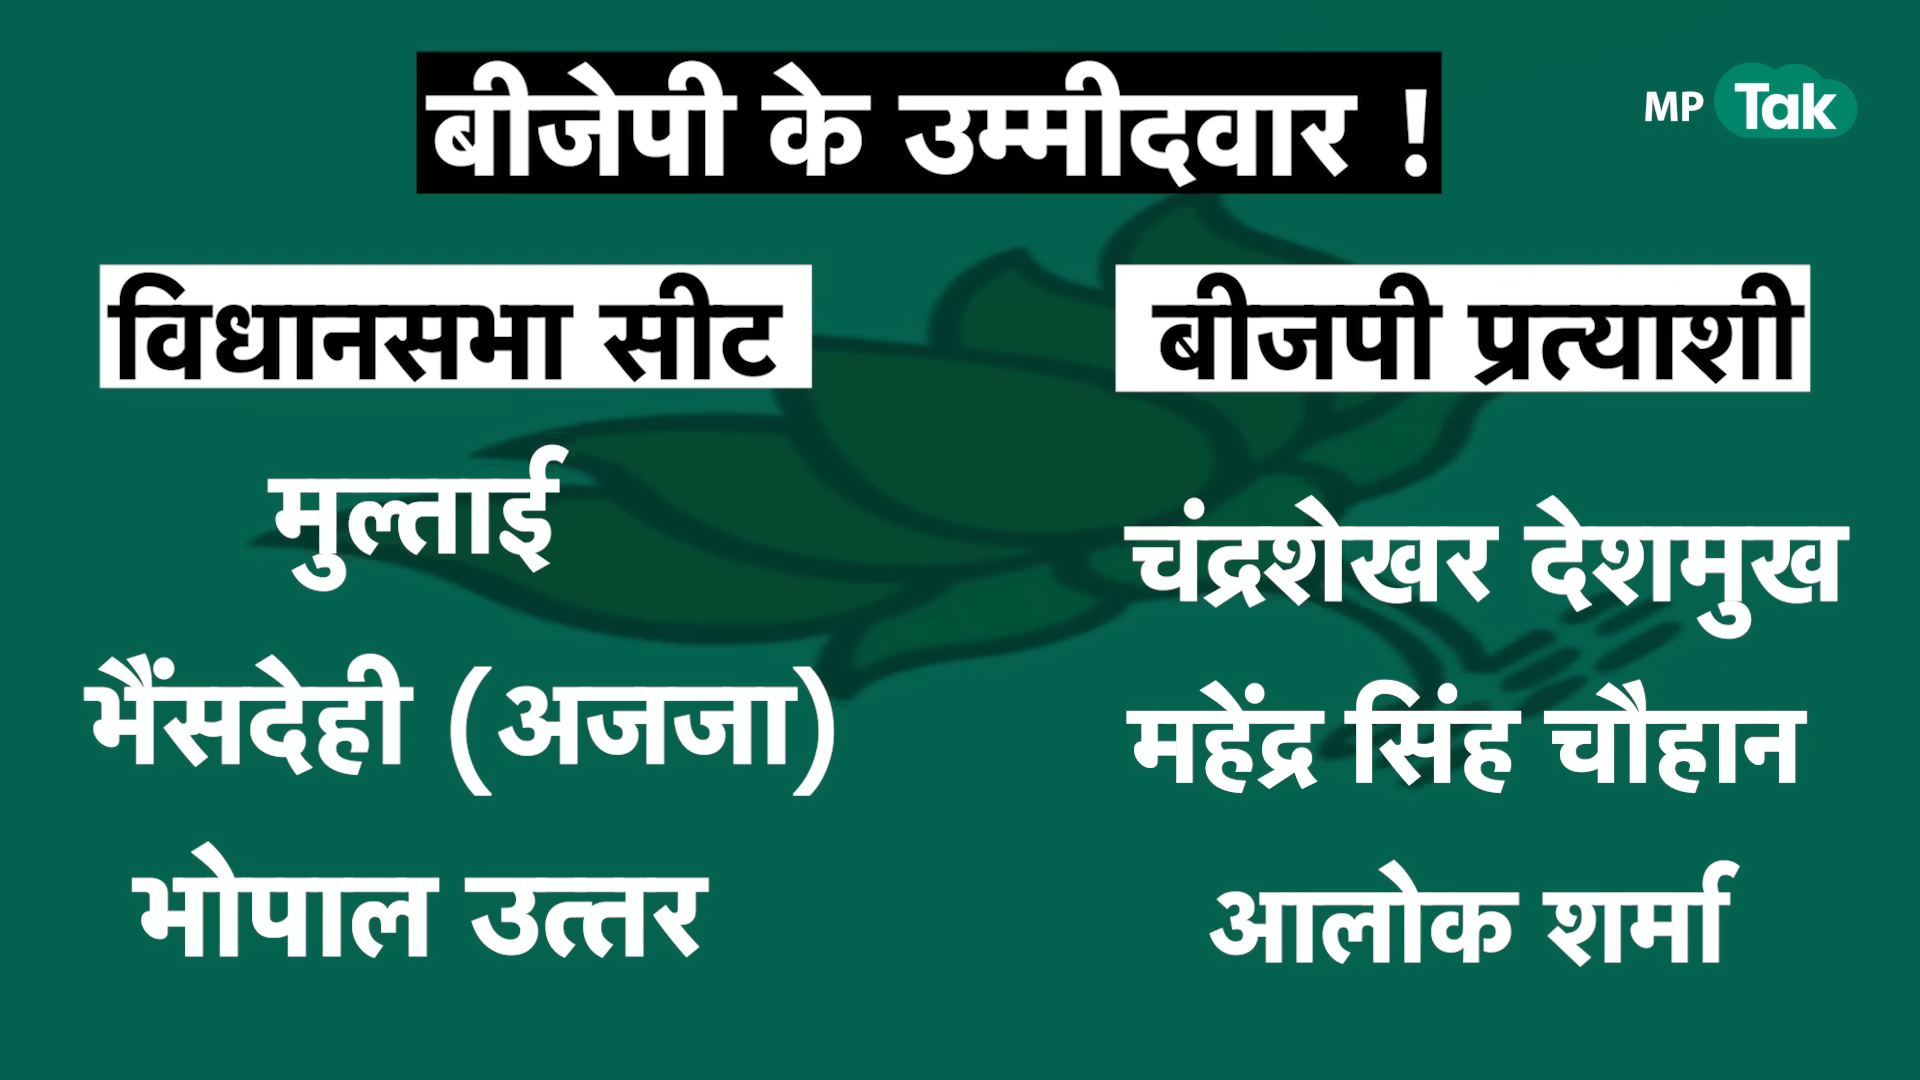 बीजेपी के उम्मीदवार !
MP Tak
विधानसभा सीट
बीजपी प्रत्याशी
मुल्ताई
चंद्रशेखर देशमुख
भैंसदेही (अजजा)
महेंद्र सिंह चौहान
भोपाल उत्तर
आलोक शर्मा